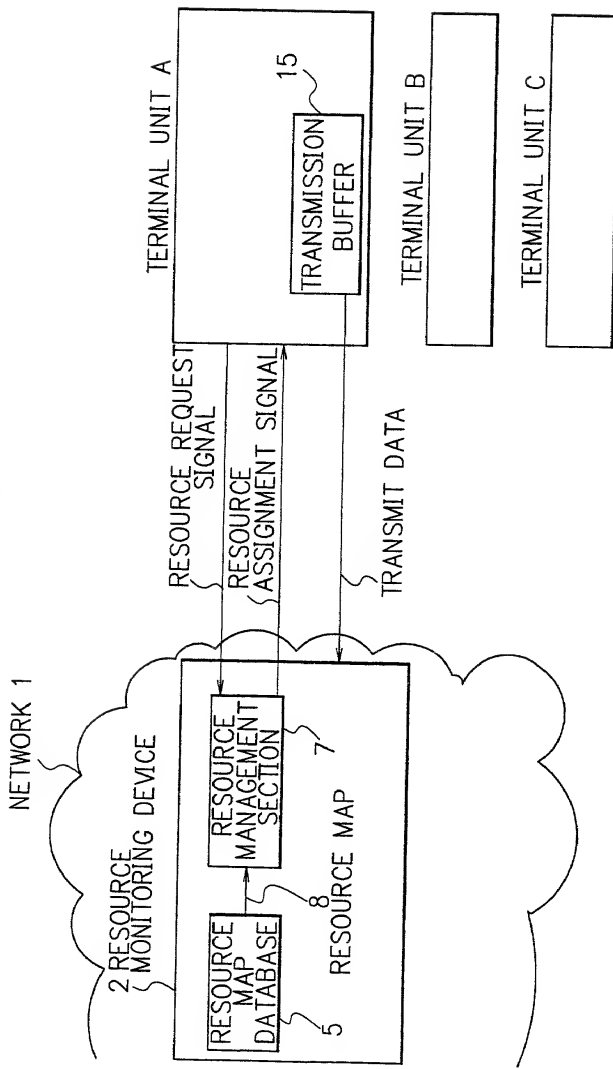 NETWORK 1
2 RESOURCE
MONITORING DEVICE
RESOURCE
MAP
DATABASE
5
8
RESOURCE
MANAGEMENT
SECTION
7
RESOURCE MAP
RESOURCE REQUEST
SIGNAL
RESOURCE
ASSIGNMENT SIGNAL
TRANSMIT DATA
TERMINAL UNIT A
15
TRANSMISSION
BUFFER
TERMINAL UNIT B
TERMINAL UNIT C